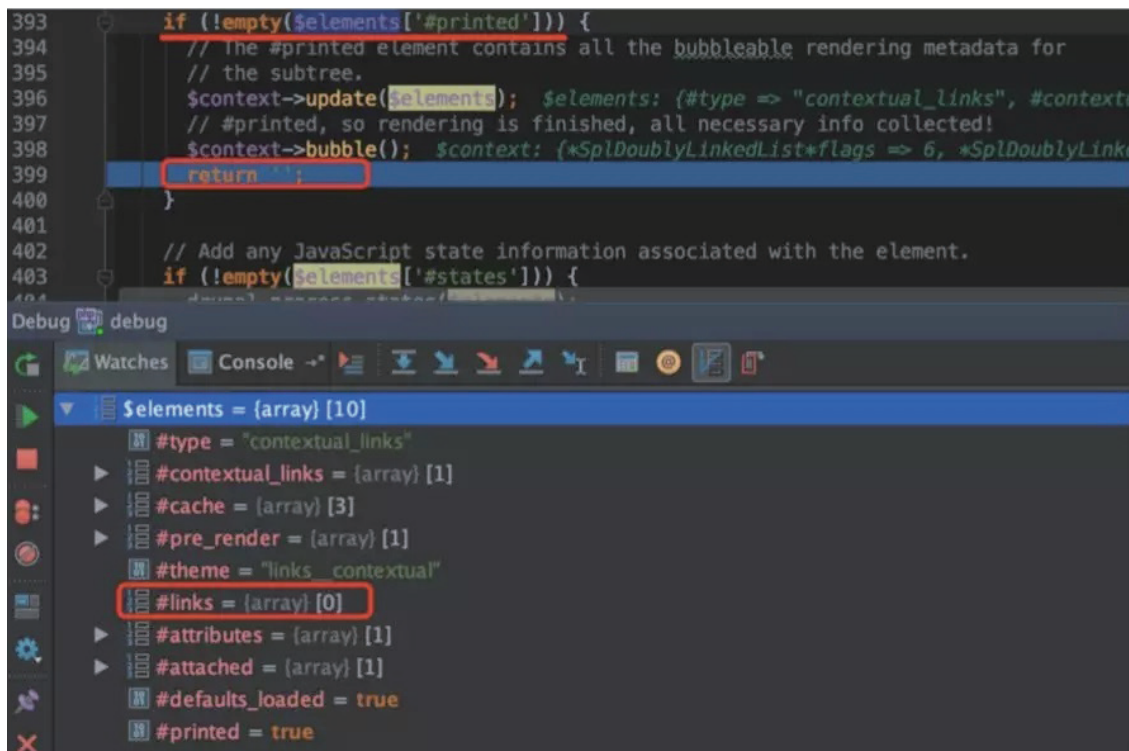 393 if (!empty($elements['#printed'])) {
394 // The #printed element contains all the bubbleable rendering metadata for
395 // the subtree.
396 $context->update($elements); $elements: {#type => "contextual_links", #contextu
397 // #printed, so rendering is finished, all necessary info collected!
398 $context->bubble(); $context: {*SplDoublyLinkedList*flags => 6, *SplDoublyLinke
399 return '';
400 }
401
402 // Add any JavaScript state information associated with the element.
403 if (!empty($elements['#states'])) {
Debug debug
Watches Console
$elements = {array} [10]
#type = "contextual_links"
#contextual_links = {array} [1]
#cache = {array} [3]
#pre_render = {array} [1]
#theme = "links__contextual"
#links = {array} [0]
#attributes = {array} [1]
#attached = {array} [1]
#defaults_loaded = true
#printed = true